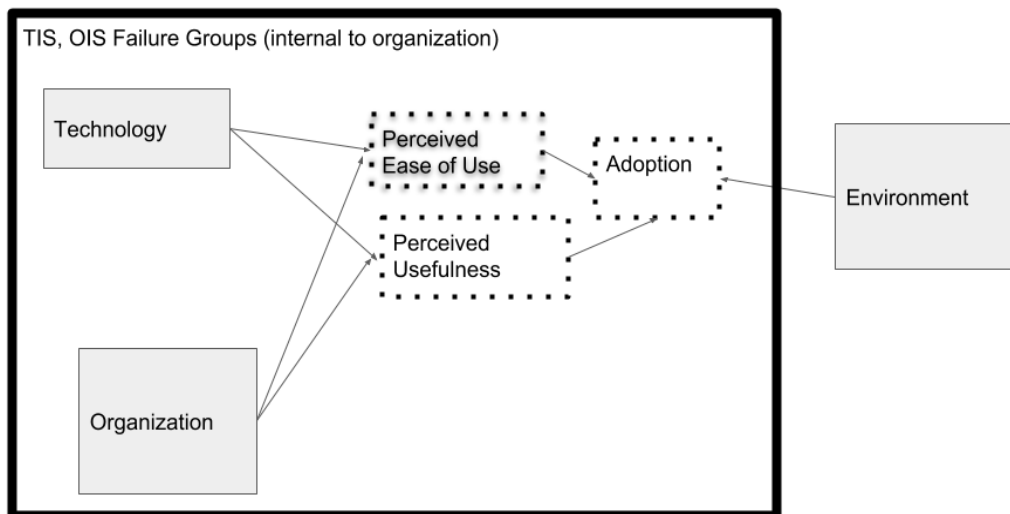 TIS, OIS Failure Groups (internal to organization)
Technology
Perceived
Ease of Use
Adoption
Environment
Perceived
Usefulness
Organization